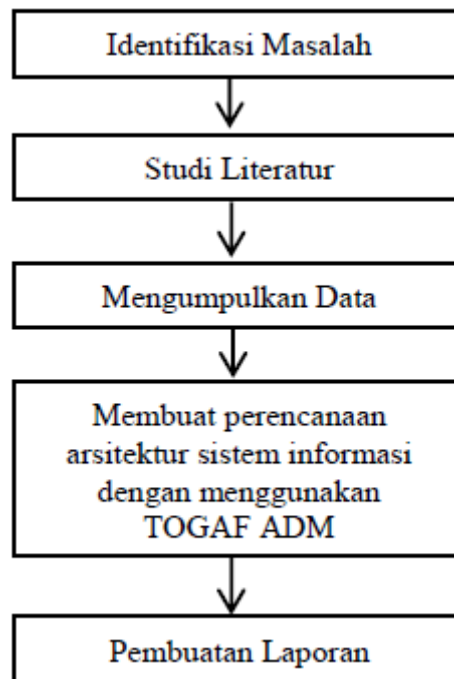 Identifikasi Masalah
Studi Literatur
Mengumpulkan Data
Membuat perencanaan
arsitektur sistem informasi
dengan menggunakan
TOGAF ADM
Pembuatan Laporan